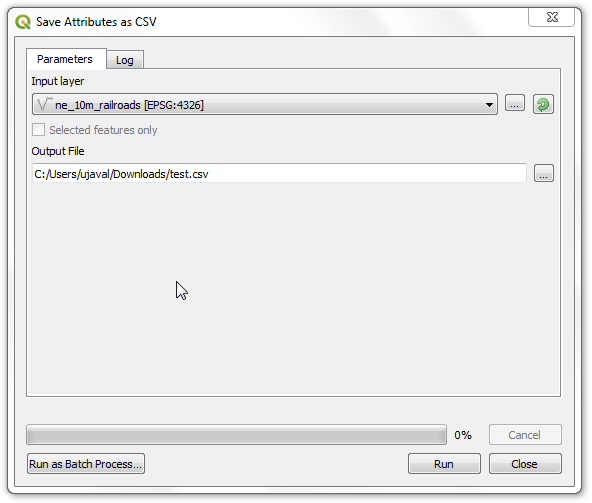 Save Attributes as CSV
Parameters
Log
Input layer
ne_10m_railroads [EPSG:4326]
...
Selected features only
Output File
C:/Users/ujaval/Downloads/test.csv
...
0%
Cancel
Run as Batch Process...
Run
Close